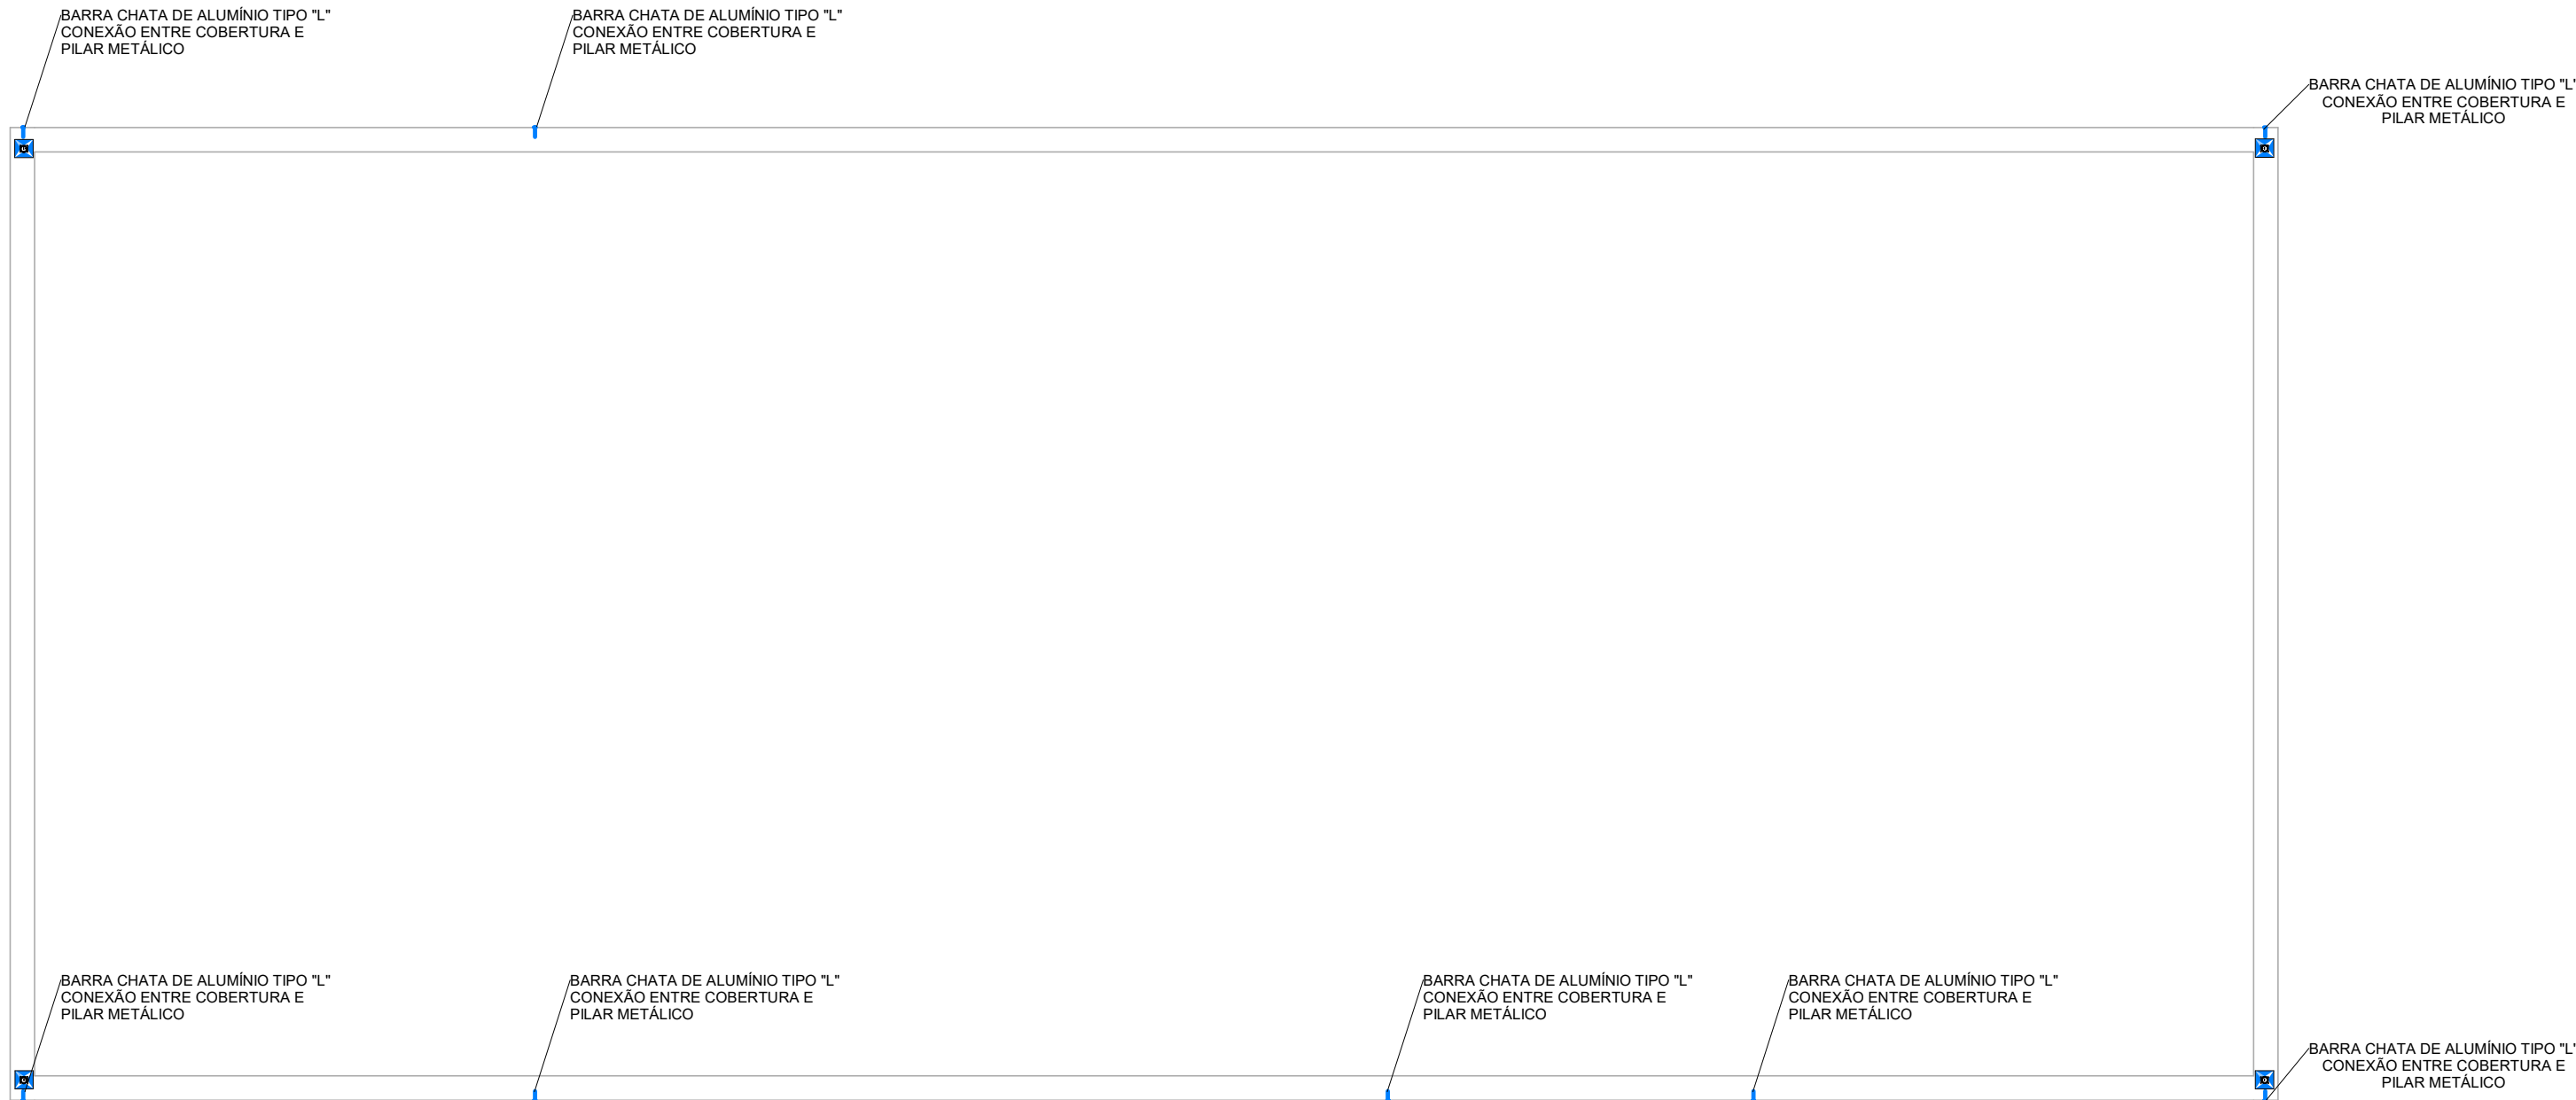 BARRA CHATA DE ALUMÍNIO TIPO "L"
CONEXÃO ENTRE COBERTURA E
PILAR METÁLICO
BARRA CHATA DE ALUMÍNIO TIPO "L"
CONEXÃO ENTRE COBERTURA E
PILAR METÁLICO
BARRA CHATA DE ALUMÍNIO TIPO "L"
CONEXÃO ENTRE COBERTURA E
PILAR METÁLICO
BARRA CHATA DE ALUMÍNIO TIPO "L"
CONEXÃO ENTRE COBERTURA E
PILAR METÁLICO
BARRA CHATA DE ALUMÍNIO TIPO "L"
CONEXÃO ENTRE COBERTURA E
PILAR METÁLICO
BARRA CHATA DE ALUMÍNIO TIPO "L"
CONEXÃO ENTRE COBERTURA E
PILAR METÁLICO
BARRA CHATA DE ALUMÍNIO TIPO "L"
CONEXÃO ENTRE COBERTURA E
PILAR METÁLICO
BARRA CHATA DE ALUMÍNIO TIPO "L"
CONEXÃO ENTRE COBERTURA E
PILAR METÁLICO